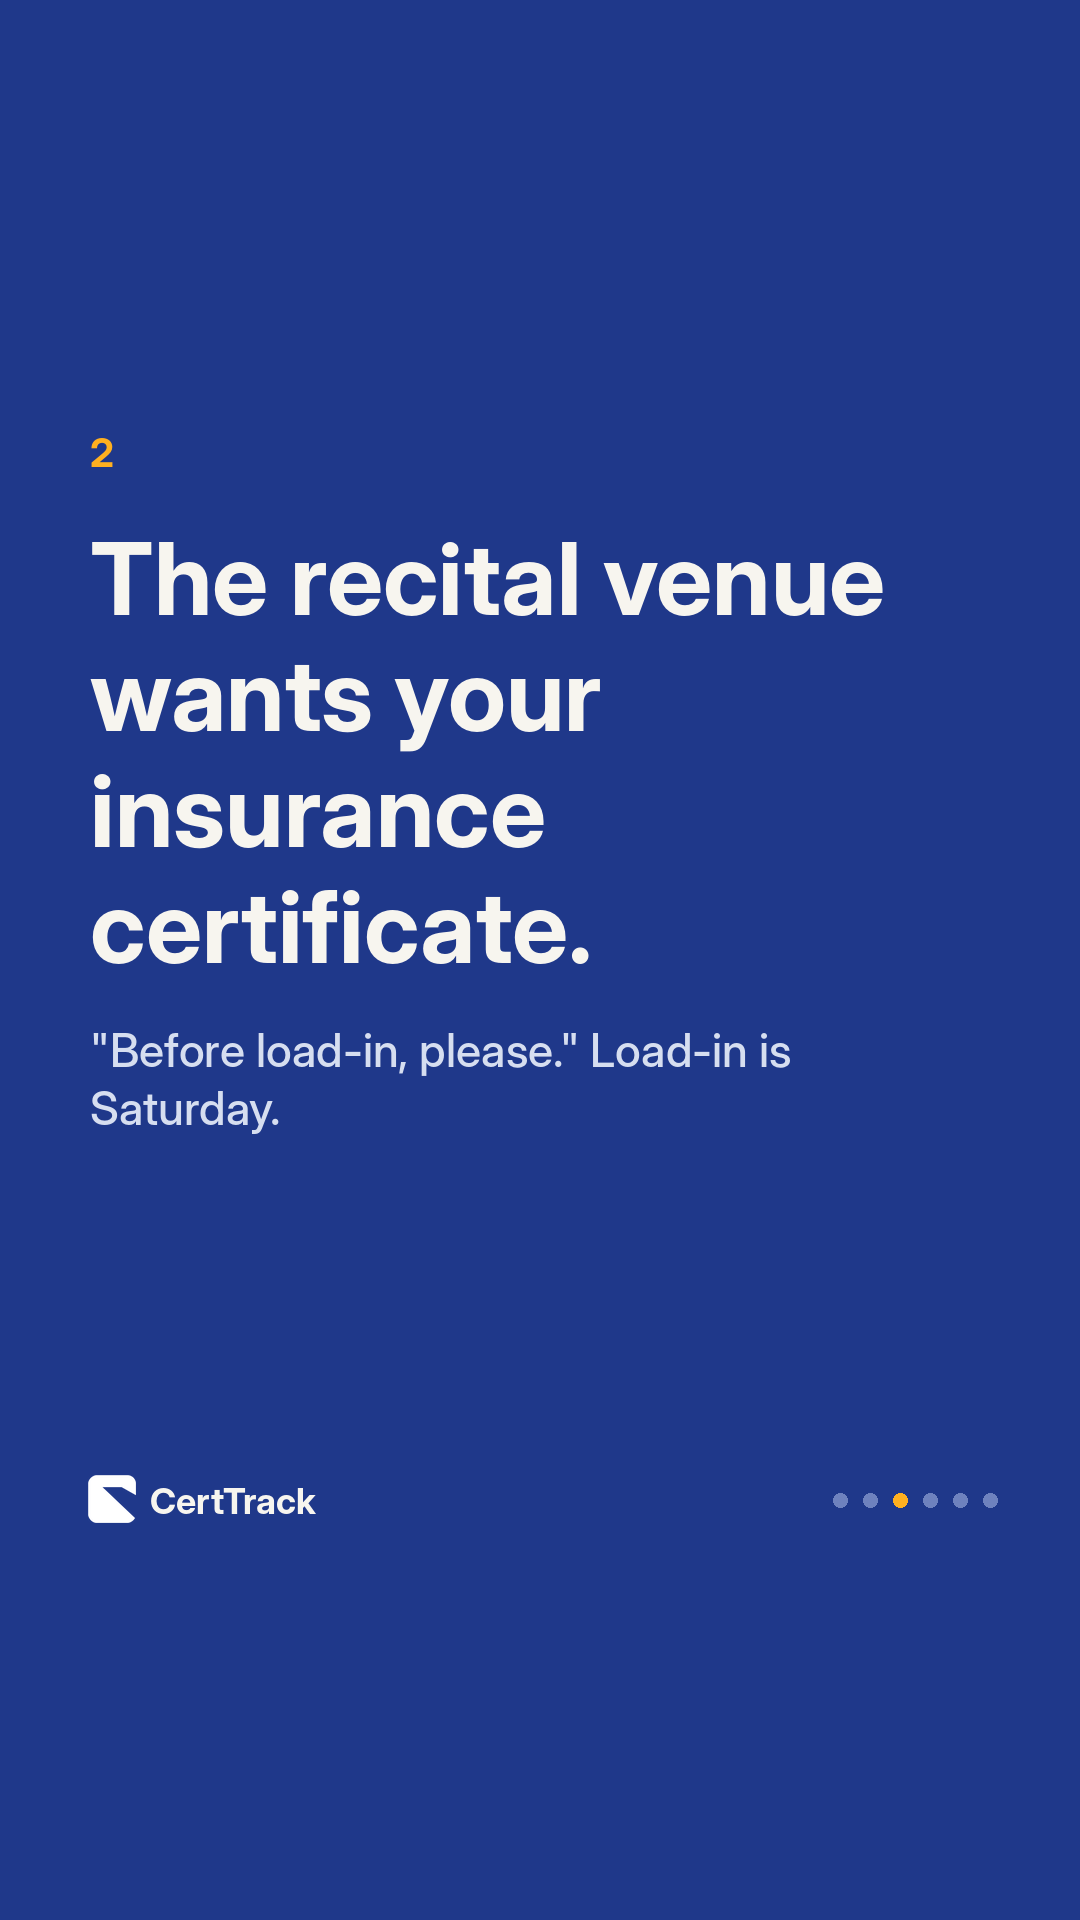 2
The recital venue
wants your
insurance
certificate.
"Before load-in, please." Load-in is
Saturday.
CertTrack